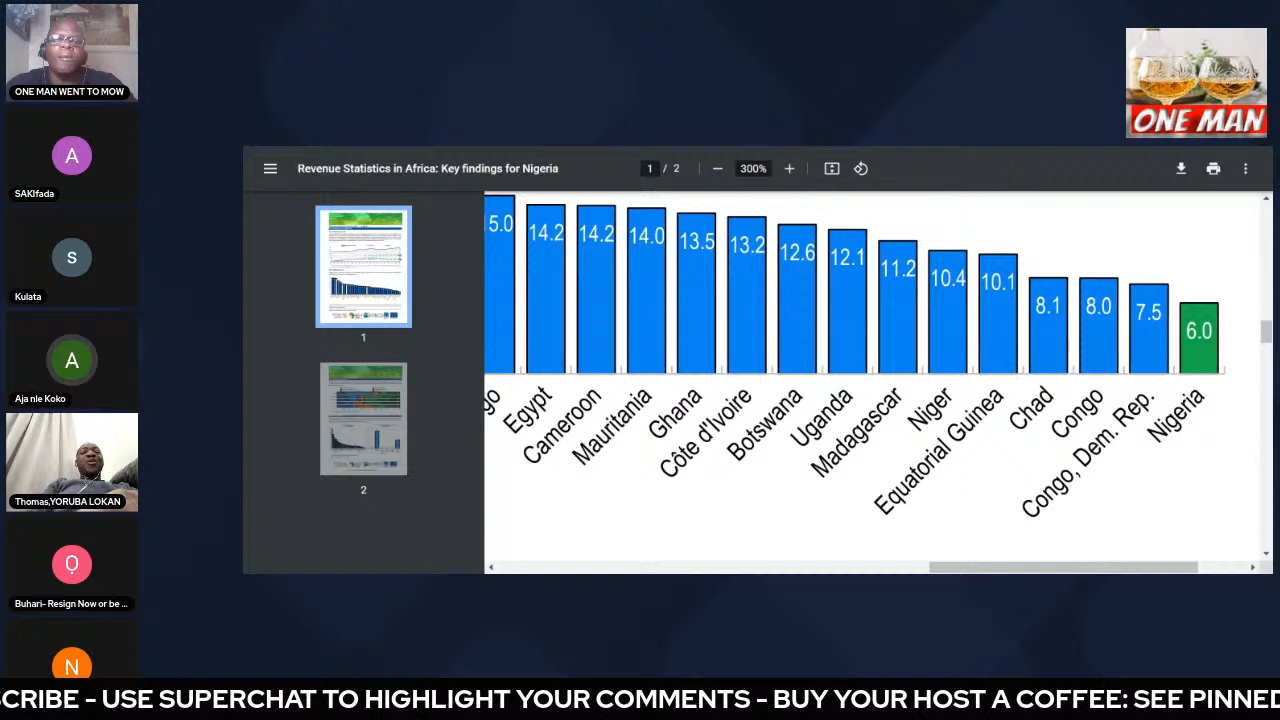 ONE MAN WENT TO MOW
A
SAKIfada
S
Kulata
A
Aja nle Koko
Thomas,YORUBA LOKAN
Ọ
Buhari- Resign Now or be ...
N
ONE MAN
Revenue Statistics in Africa: Key findings for Nigeria
1 / 2
300%
1
2
5.0 14.2 14.2 14.0 13.5 13.2 12.6 12.1 11.2 10.4 10.1 8.1 8.0 7.5 6.0
go Egypt Cameroon Mauritania Ghana Côte d'Ivoire Botswana Uganda Madagascar Niger Equatorial Guinea Chad Congo Congo, Dem. Rep. Nigeria
SCRIBE - USE SUPERCHAT TO HIGHLIGHT YOUR COMMENTS - BUY YOUR HOST A COFFEE: SEE PINNED